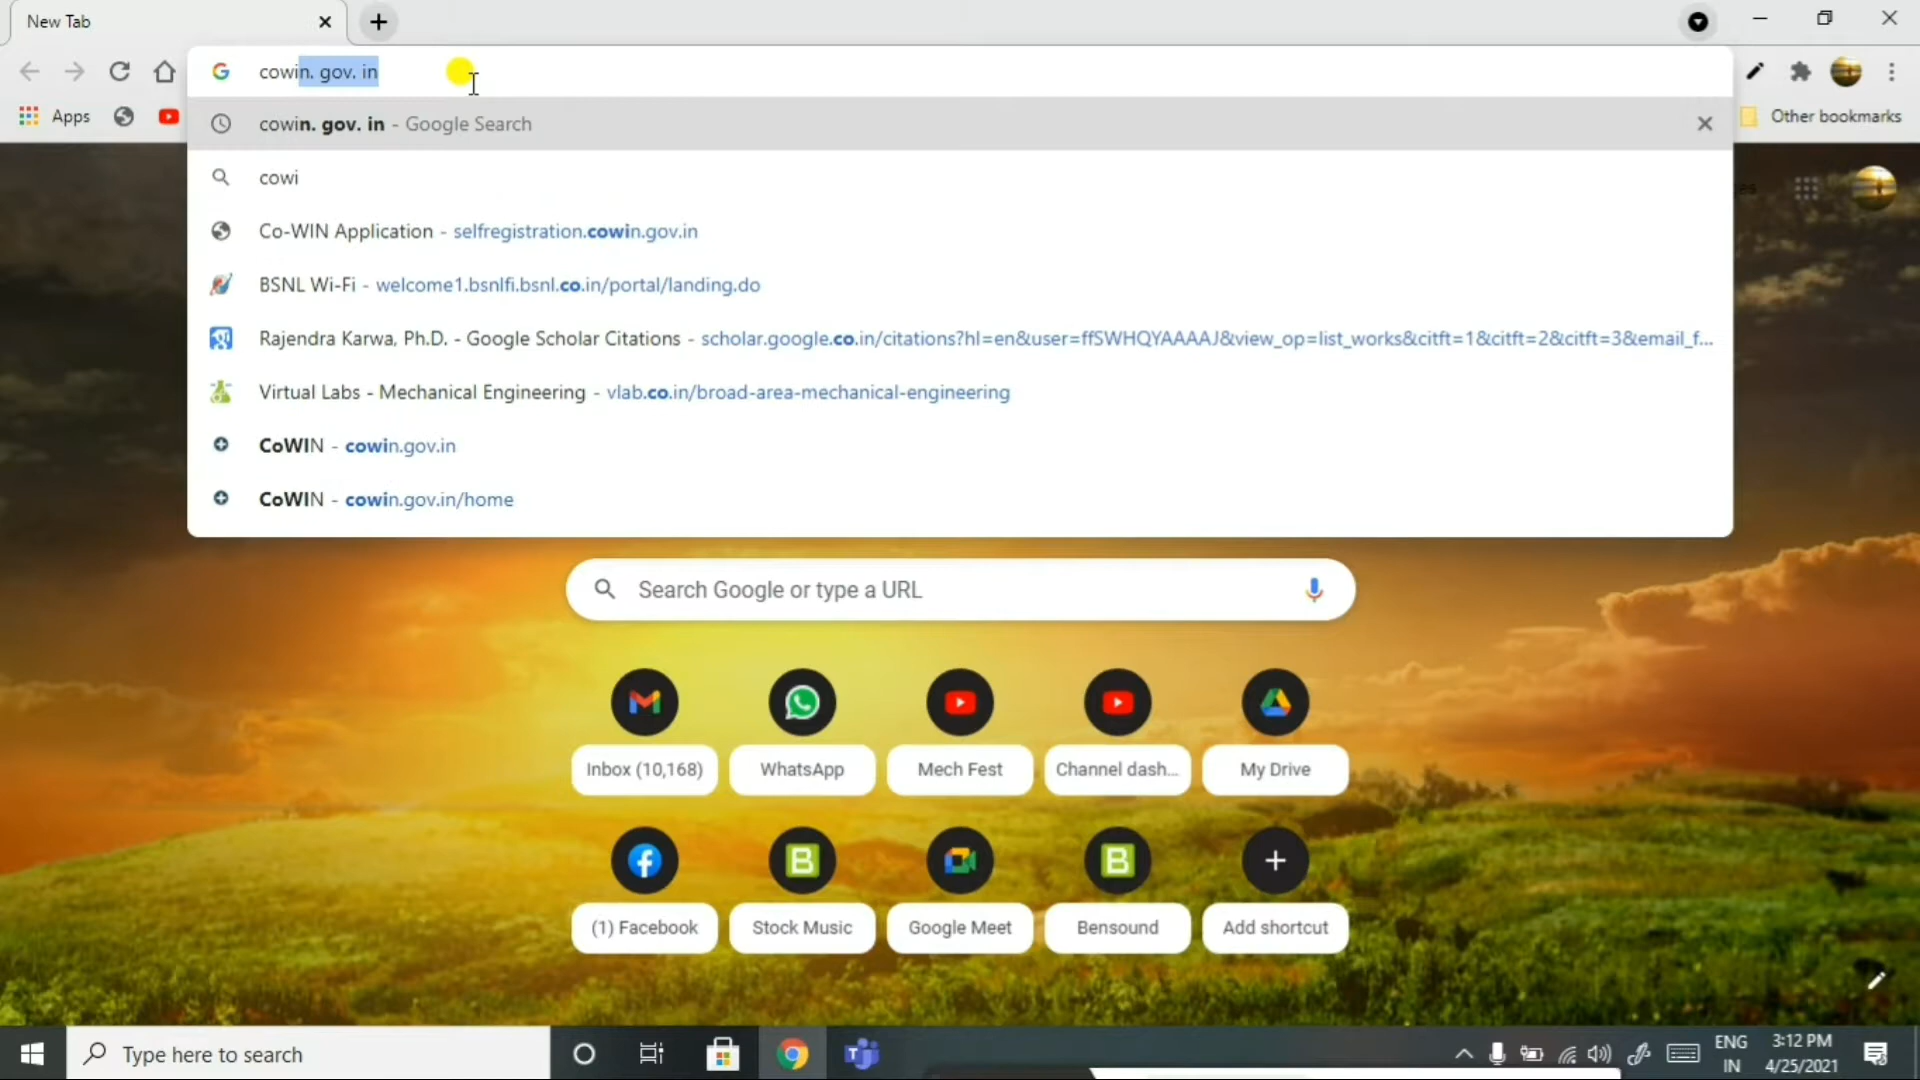 New Tab
cowin. gov. in
Apps
Other bookmarks
cowin. gov. in - Google Search
cowi
Co-WIN Application - selfregistration.cowin.gov.in
BSNL Wi-Fi - welcome1.bsnlfi.bsnl.co.in/portal/landing.do
Rajendra Karwa, Ph.D. - Google Scholar Citations - scholar.google.co.in/citations?hl=en&user=ffSWHQYAAAAJ&view_op=list_works&citft=1&citft=2&citft=3&email_f...
Virtual Labs - Mechanical Engineering - vlab.co.in/broad-area-mechanical-engineering
CoWIN - cowin.gov.in
CoWIN - cowin.gov.in/home
Search Google or type a URL
Inbox (10,168) WhatsApp Mech Fest Channel dash... My Drive
(1) Facebook Stock Music Google Meet Bensound Add shortcut
Type here to search
ENG
IN
3:12 PM
4/25/2021